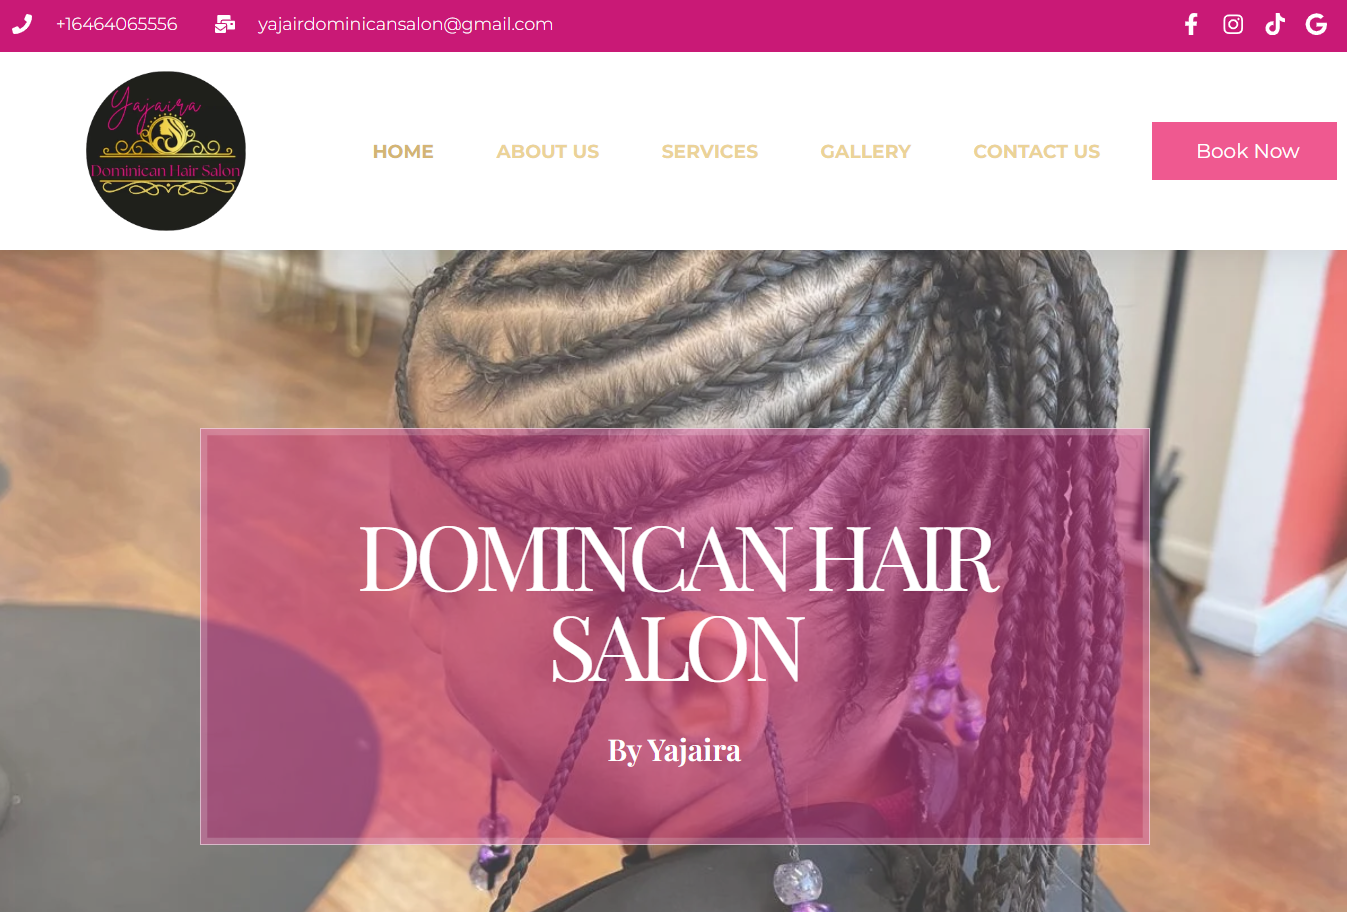 +16464065556
yajairdominicansalon@gmail.com
Yajaira
Dominican Hair Salon
HOME
ABOUT US
SERVICES
GALLERY
CONTACT US
Book Now
DOMINCAN HAIR
SALON
By Yajaira